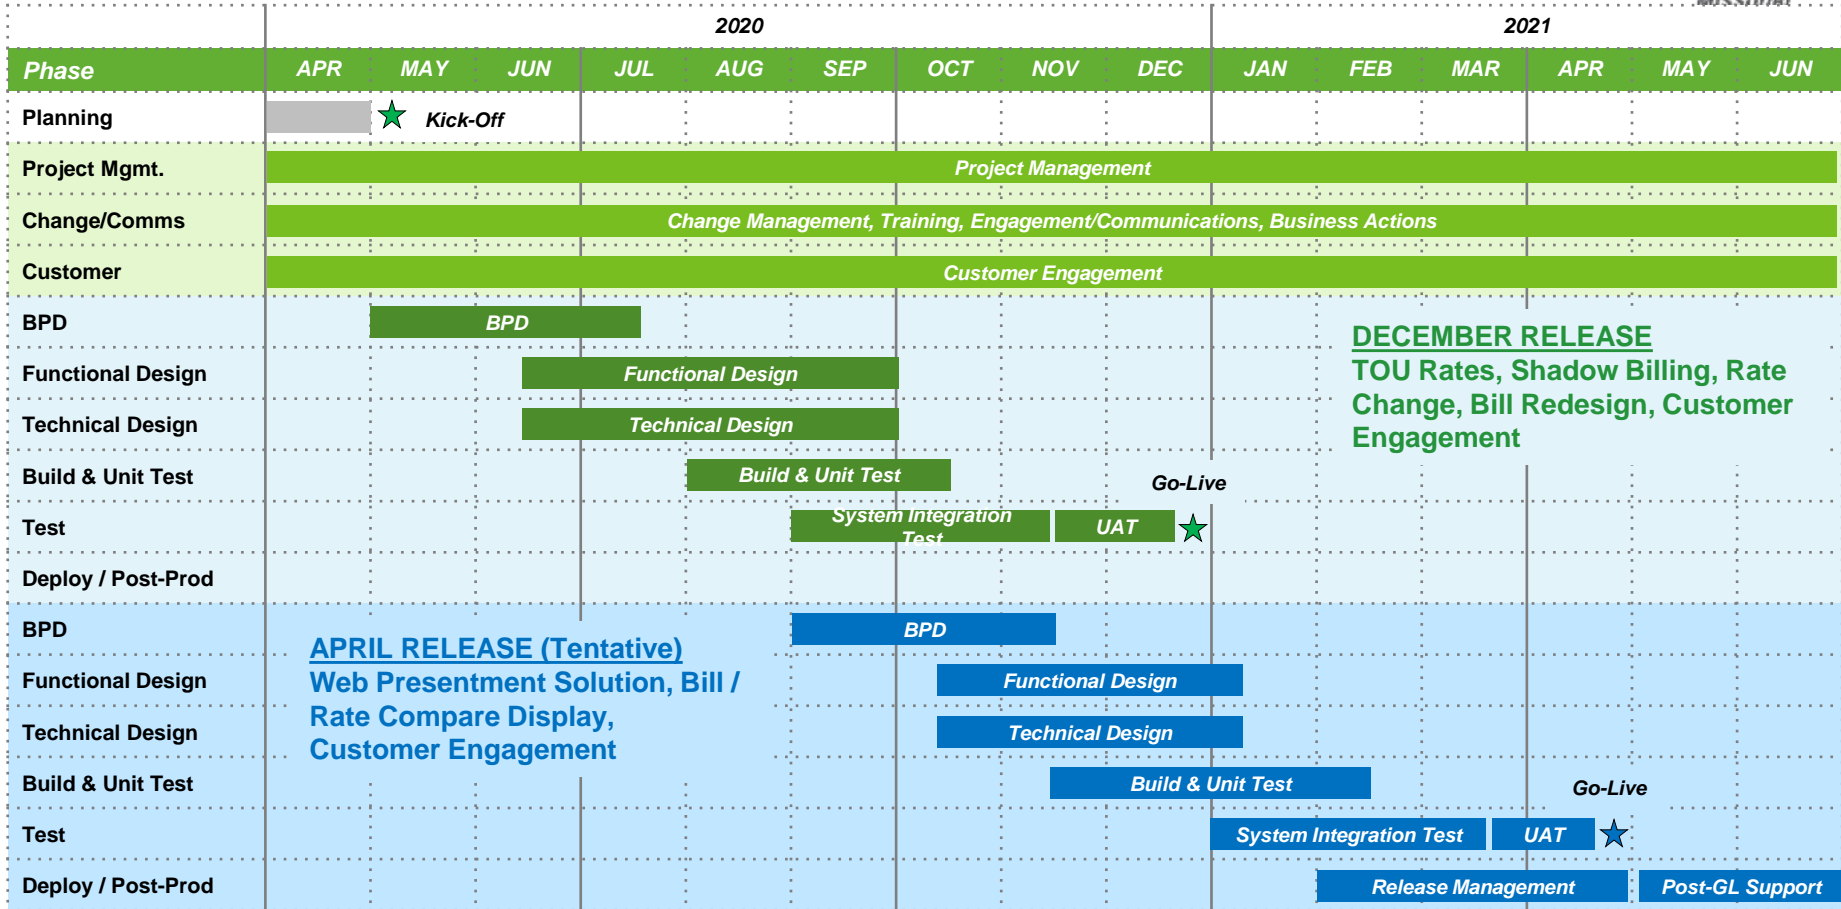 2020 2021
Phase APR MAY JUN JUL AUG SEP OCT NOV DEC JAN FEB MAR APR MAY JUN
Planning Kick-Off
Project Mgmt. Project Management
Change/Comms Change Management, Training, Engagement/Communications, Business Actions
Customer Customer Engagement
BPD BPD
DECEMBER RELEASE
TOU Rates, Shadow Billing, Rate
Change, Bill Redesign, Customer
Engagement
Functional Design Functional Design
Technical Design Technical Design
Build & Unit Test Build & Unit Test
Go-Live
Test System Integration
Test
UAT
Deploy / Post-Prod
BPD BPD
APRIL RELEASE (Tentative)
Web Presentment Solution, Bill /
Rate Compare Display,
Customer Engagement
Functional Design Functional Design
Technical Design Technical Design
Build & Unit Test Build & Unit Test
Go-Live
Test System Integration Test UAT
Deploy / Post-Prod Release Management Post-GL Support